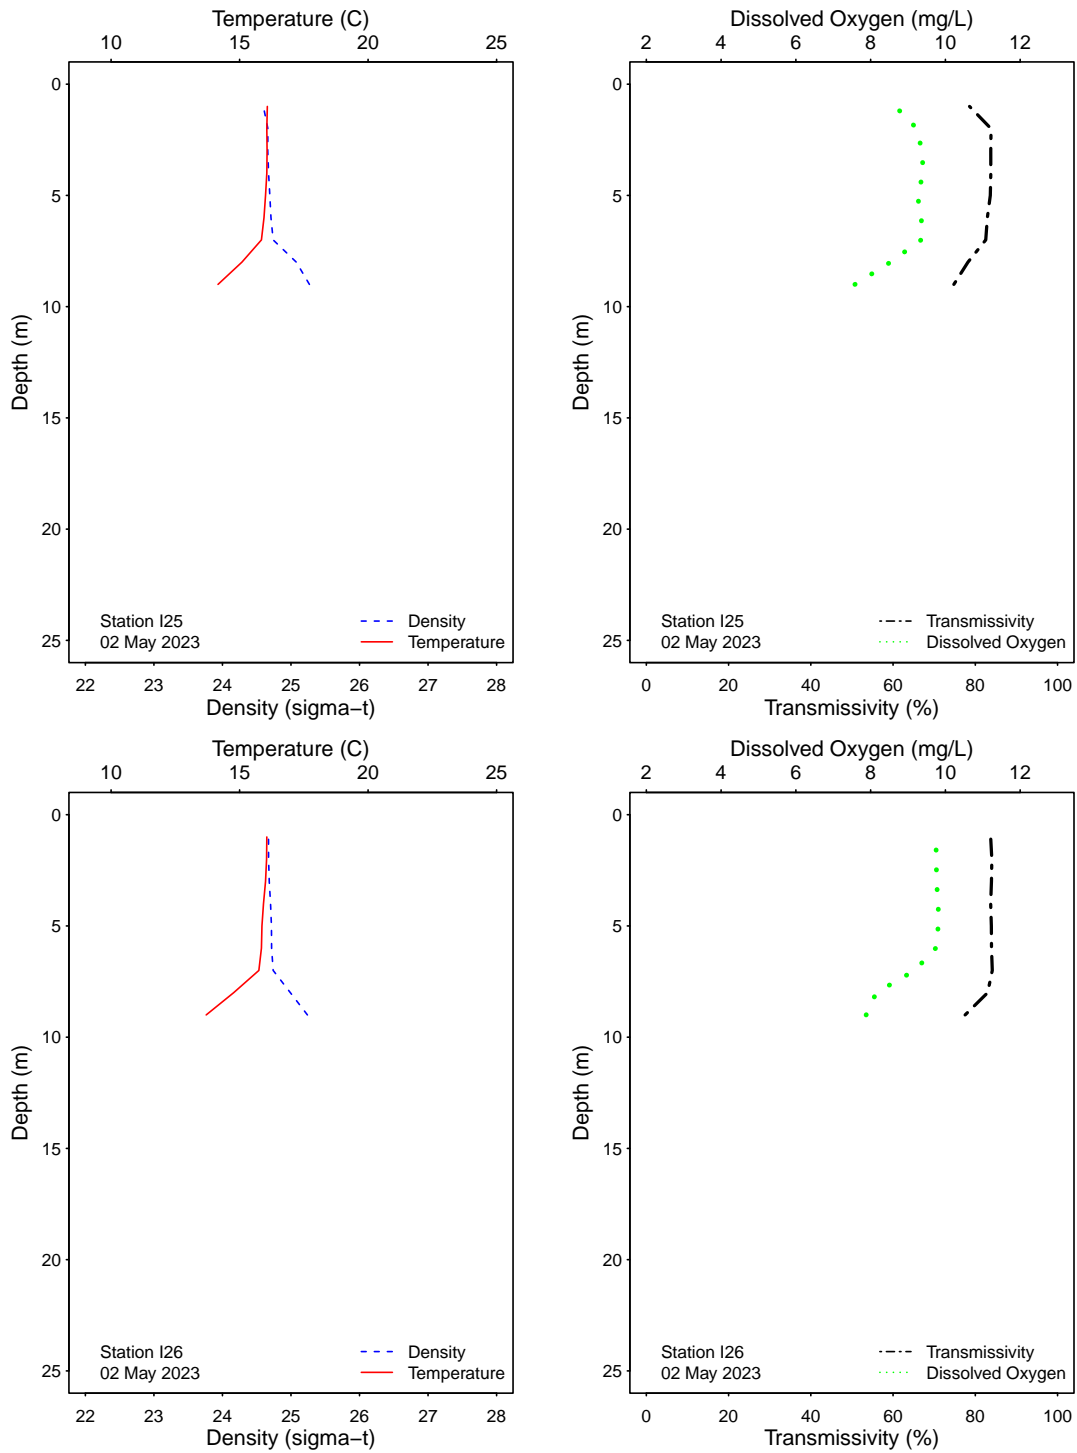 Temperature (C)
10 15 20 25
0
5
10
15
20
25
Depth (m)
Station I25
02 May 2023
Density
Temperature
22 23 24 25 26 27 28
Density (sigma−t)
Dissolved Oxygen (mg/L)
2 4 6 8 10 12
0
5
10
15
20
25
Depth (m)
Station I25
02 May 2023
Transmissivity
Dissolved Oxygen
0 20 40 60 80 100
Transmissivity (%)
Temperature (C)
10 15 20 25
0
5
10
15
20
25
Depth (m)
Station I26
02 May 2023
Density
Temperature
22 23 24 25 26 27 28
Density (sigma−t)
Dissolved Oxygen (mg/L)
2 4 6 8 10 12
0
5
10
15
20
25
Depth (m)
Station I26
02 May 2023
Transmissivity
Dissolved Oxygen
0 20 40 60 80 100
Transmissivity (%)